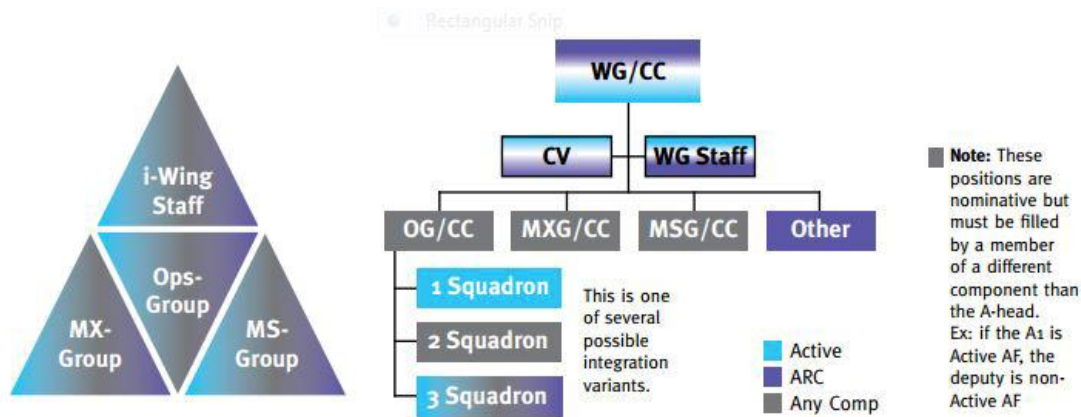 Rectangular Snip
i-Wing
Staff
Ops-
Group
MX-
Group
MS-
Group
WG/CC
CV
WG Staff
OG/CC
MXG/CC
MSG/CC
Other
1 Squadron
2 Squadron
3 Squadron
This is one
of several
possible
integration
variants.
Active
ARC
Any Comp
Note: These
positions are
nominative but
must be filled
by a member
of a different
component than
the A-head.
Ex: if the A1 is
Active AF, the
deputy is non-
Active AF